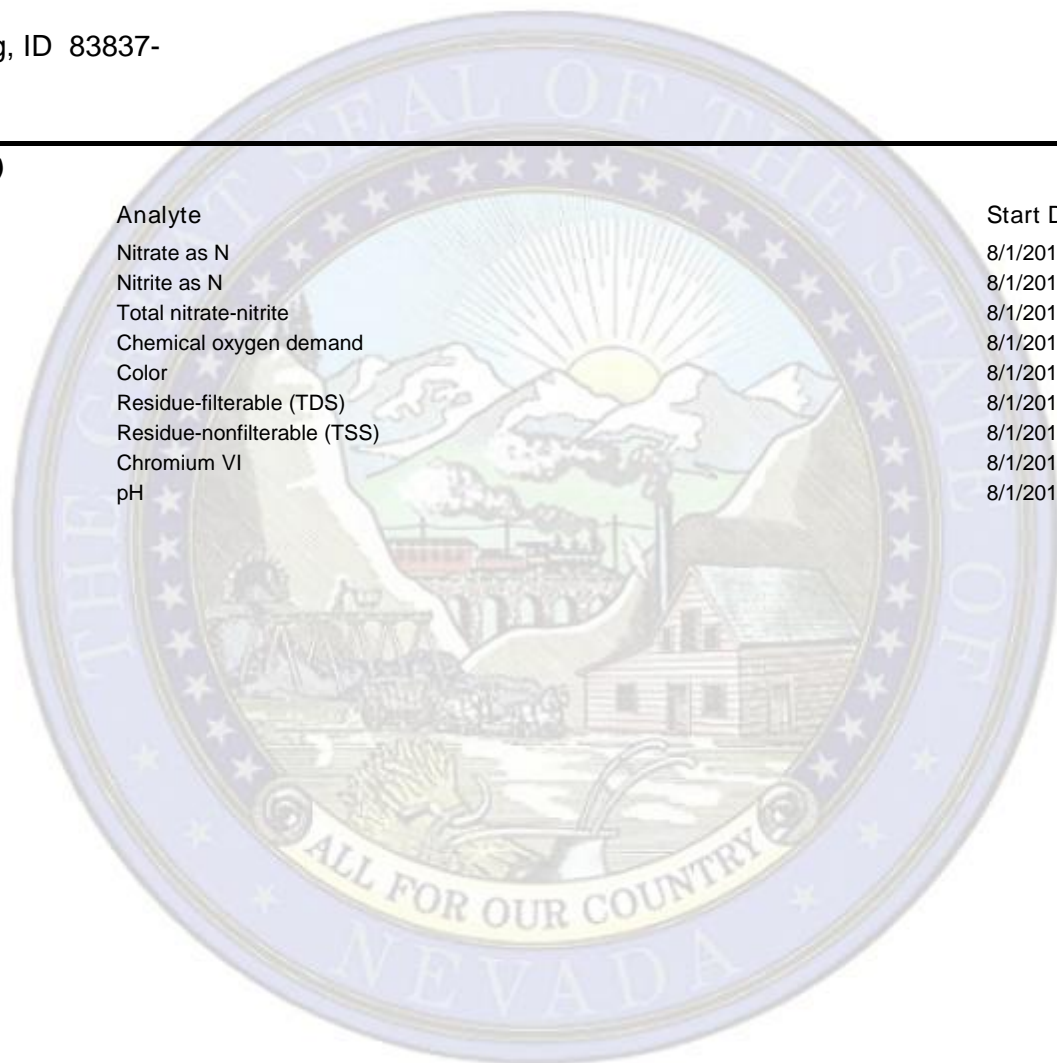 g, ID 83837-
)
Analyte Start D
Nitrate as N 8/1/201
Nitrite as N 8/1/201
Total nitrate-nitrite 8/1/201
Chemical oxygen demand 8/1/201
Color 8/1/201
Residue-filterable (TDS) 8/1/201
Residue-nonfilterable (TSS) 8/1/201
Chromium VI 8/1/201
pH 8/1/201
THE GREAT SEAL OF THE STATE OF
ALL FOR OUR COUNTRY
NEVADA